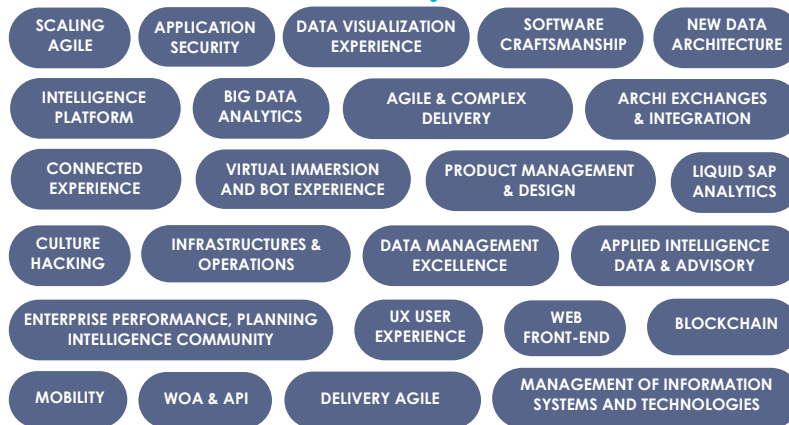 SCALING
AGILE
APPLICATION
SECURITY
DATA VISUALIZATION
EXPERIENCE
SOFTWARE
CRAFTSMANSHIP
NEW DATA
ARCHITECTURE
INTELLIGENCE
PLATFORM
BIG DATA
ANALYTICS
AGILE & COMPLEX
DELIVERY
ARCHI EXCHANGES
& INTEGRATION
CONNECTED
EXPERIENCE
VIRTUAL IMMERSION
AND BOT EXPERIENCE
PRODUCT MANAGEMENT
& DESIGN
LIQUID SAP
ANALYTICS
CULTURE
HACKING
INFRASTRUCTURES &
OPERATIONS
DATA MANAGEMENT
EXCELLENCE
APPLIED INTELLIGENCE
DATA & ADVISORY
ENTERPRISE PERFORMANCE, PLANNING
INTELLIGENCE COMMUNITY
UX USER
EXPERIENCE
WEB
FRONT-END
BLOCKCHAIN
MOBILITY
WOA & API
DELIVERY AGILE
MANAGEMENT OF INFORMATION
SYSTEMS AND TECHNOLOGIES